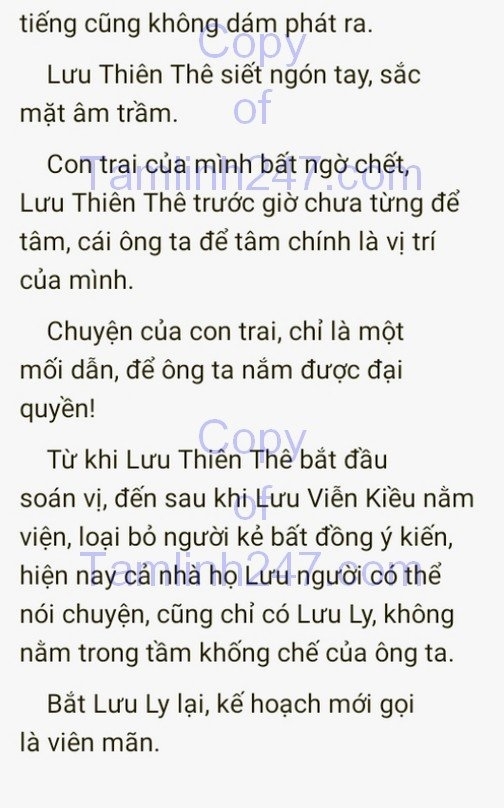 tiếng cũng không dám phát ra.
Copy
Lưu Thiên Thê siết ngón tay, sắc
mặt âm trầm.
of
Con trai của mình bất ngờ chết,
Tamlinh247.com
Lưu Thiên Thê trước giờ chưa từng để
tâm, cái ông ta để tâm chính là vị trí
của mình.
Chuyện của con trai, chỉ là một
mối dẫn, để ông ta nắm được đại
quyền!
Copy
Từ khi Lưu Thiên Thê bắt đầu
soán vị, đến sau khi Lưu Viễn Kiều nằm
of
viện, loại bỏ người kẻ bất đồng ý kiến,
hiện nay cả nhà họ Lưu người có thể
Tamlinh247.com
nói chuyện, cũng chỉ có Lưu Ly, không
nằm trong tầm khống chế của ông ta.
Bắt Lưu Ly lại, kế hoạch mới gọi
là viên mãn.